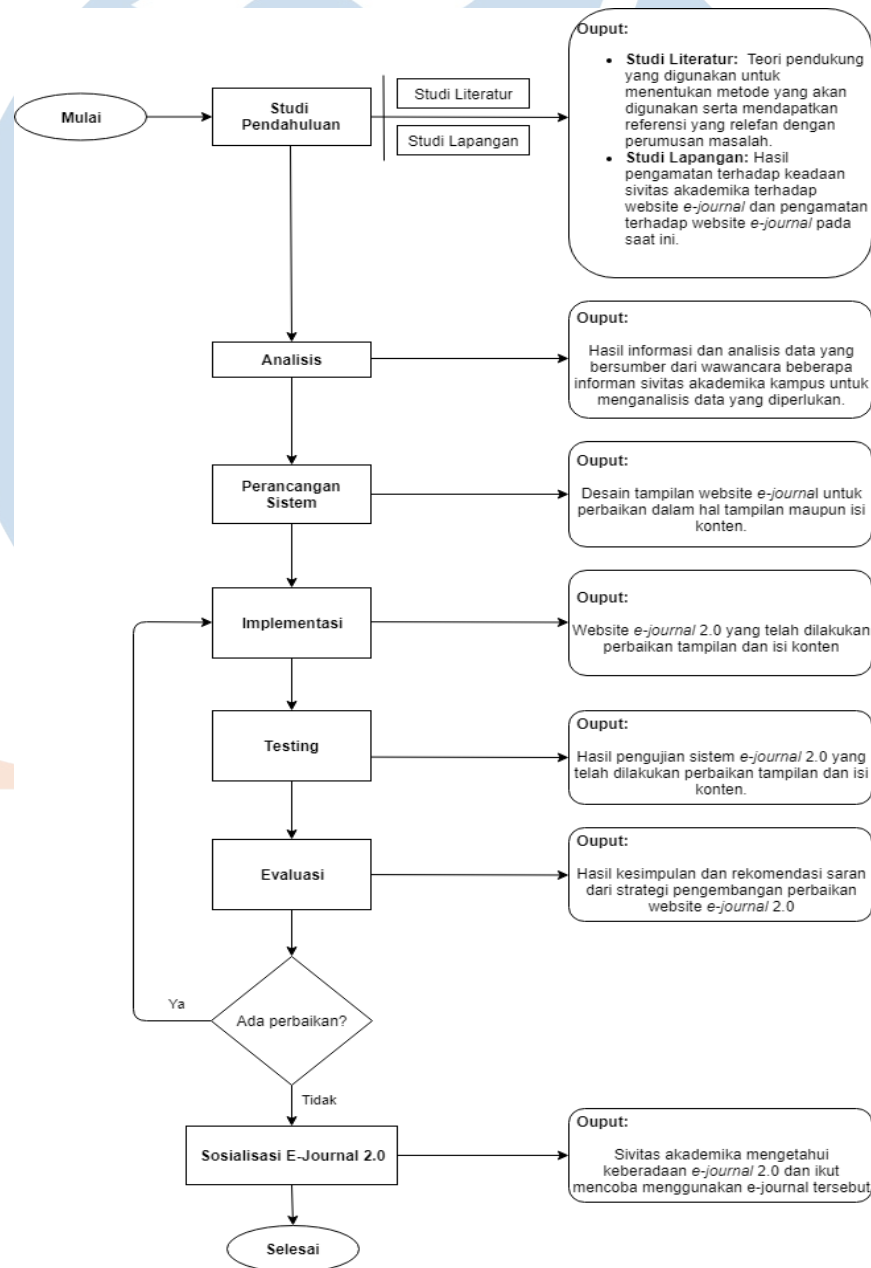 Mulai
Studi
Pendahuluan
Studi Literatur
Studi Lapangan
Ouput:
• Studi Literatur: Teori pendukung
yang digunakan untuk
menentukan metode yang akan
digunakan serta mendapatkan
referensi yang relefan dengan
perumusan masalah.
• Studi Lapangan: Hasil
pengamatan terhadap keadaan
sivitas akademika terhadap
website e-journal dan pengamatan
terhadap website e-journal pada
saat ini.
Analisis
Ouput:
Hasil informasi dan analisis data yang
bersumber dari wawancara beberapa
informan sivitas akademika kampus untuk
menganalisis data yang diperlukan.
Perancangan
Sistem
Ouput:
Desain tampilan website e-journal untuk
perbaikan dalam hal tampilan maupun isi
konten.
Implementasi
Ouput:
Website e-journal 2.0 yang telah dilakukan
perbaikan tampilan dan isi konten
Testing
Ouput:
Hasil pengujian sistem e-journal 2.0 yang
telah dilakukan perbaikan tampilan dan isi
konten.
Evaluasi
Ouput:
Hasil kesimpulan dan rekomendasi saran
dari strategi pengembangan perbaikan
website e-journal 2.0
Ya
Ada perbaikan?
Tidak
Sosialisasi E-Journal 2.0
Ouput:
Sivitas akademika mengetahui
keberadaan e-journal 2.0 dan ikut
mencoba menggunakan e-journal tersebut
Selesai